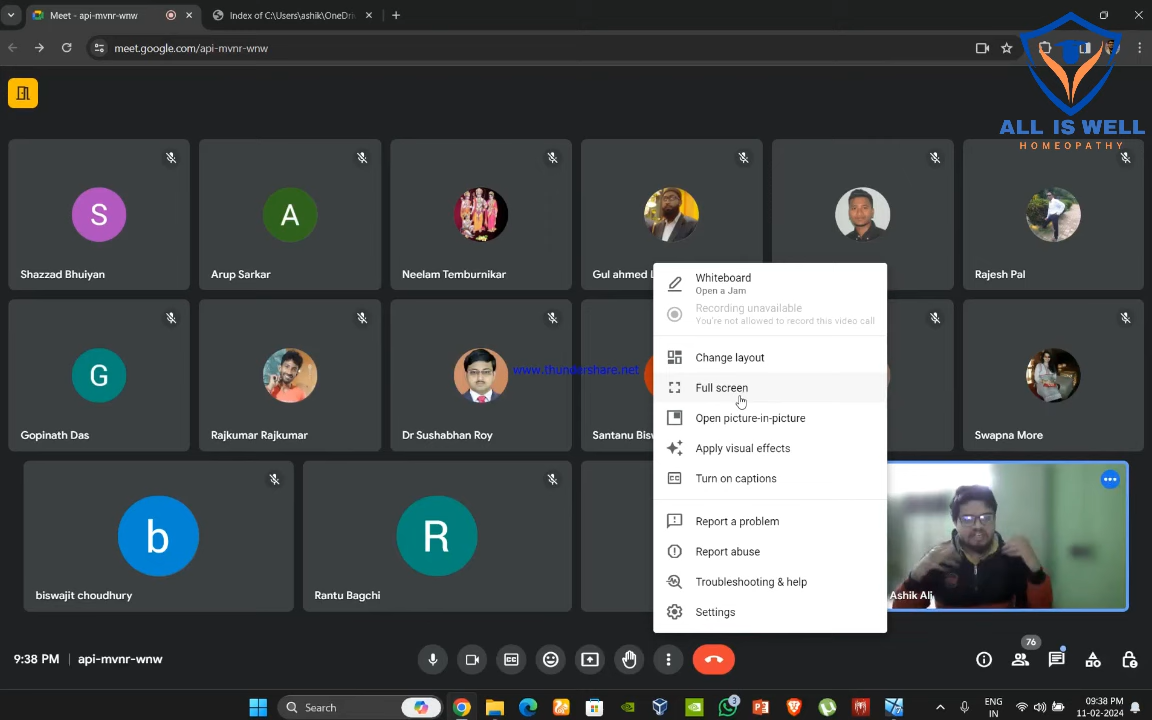 Meet - api-mvnr-wnw
Index of C:\Users\ashik\OneDri
meet.google.com/api-mvnr-wnw
ALL IS WELL
HOMEOPATHY
S
A
Shazzad Bhuiyan
Arup Sarkar
Neelam Temburnikar
Gul ahmed
Rajesh Pal
Whiteboard
Open a Jam
Recording unavailable
You're not allowed to record this video call
Change layout
Full screen
Open picture-in-picture
Apply visual effects
Turn on captions
Report a problem
Report abuse
Troubleshooting & help
Settings
G
www.thundershare.net
Gopinath Das
Rajkumar Rajkumar
Dr Sushabhan Roy
Santanu Bisw
Swapna More
b
R
biswajit choudhury
Rantu Bagchi
Ashik Ali
9:38 PM | api-mvnr-wnw
76
Search
3
ENG
IN
09:38 PM
11-02-2024